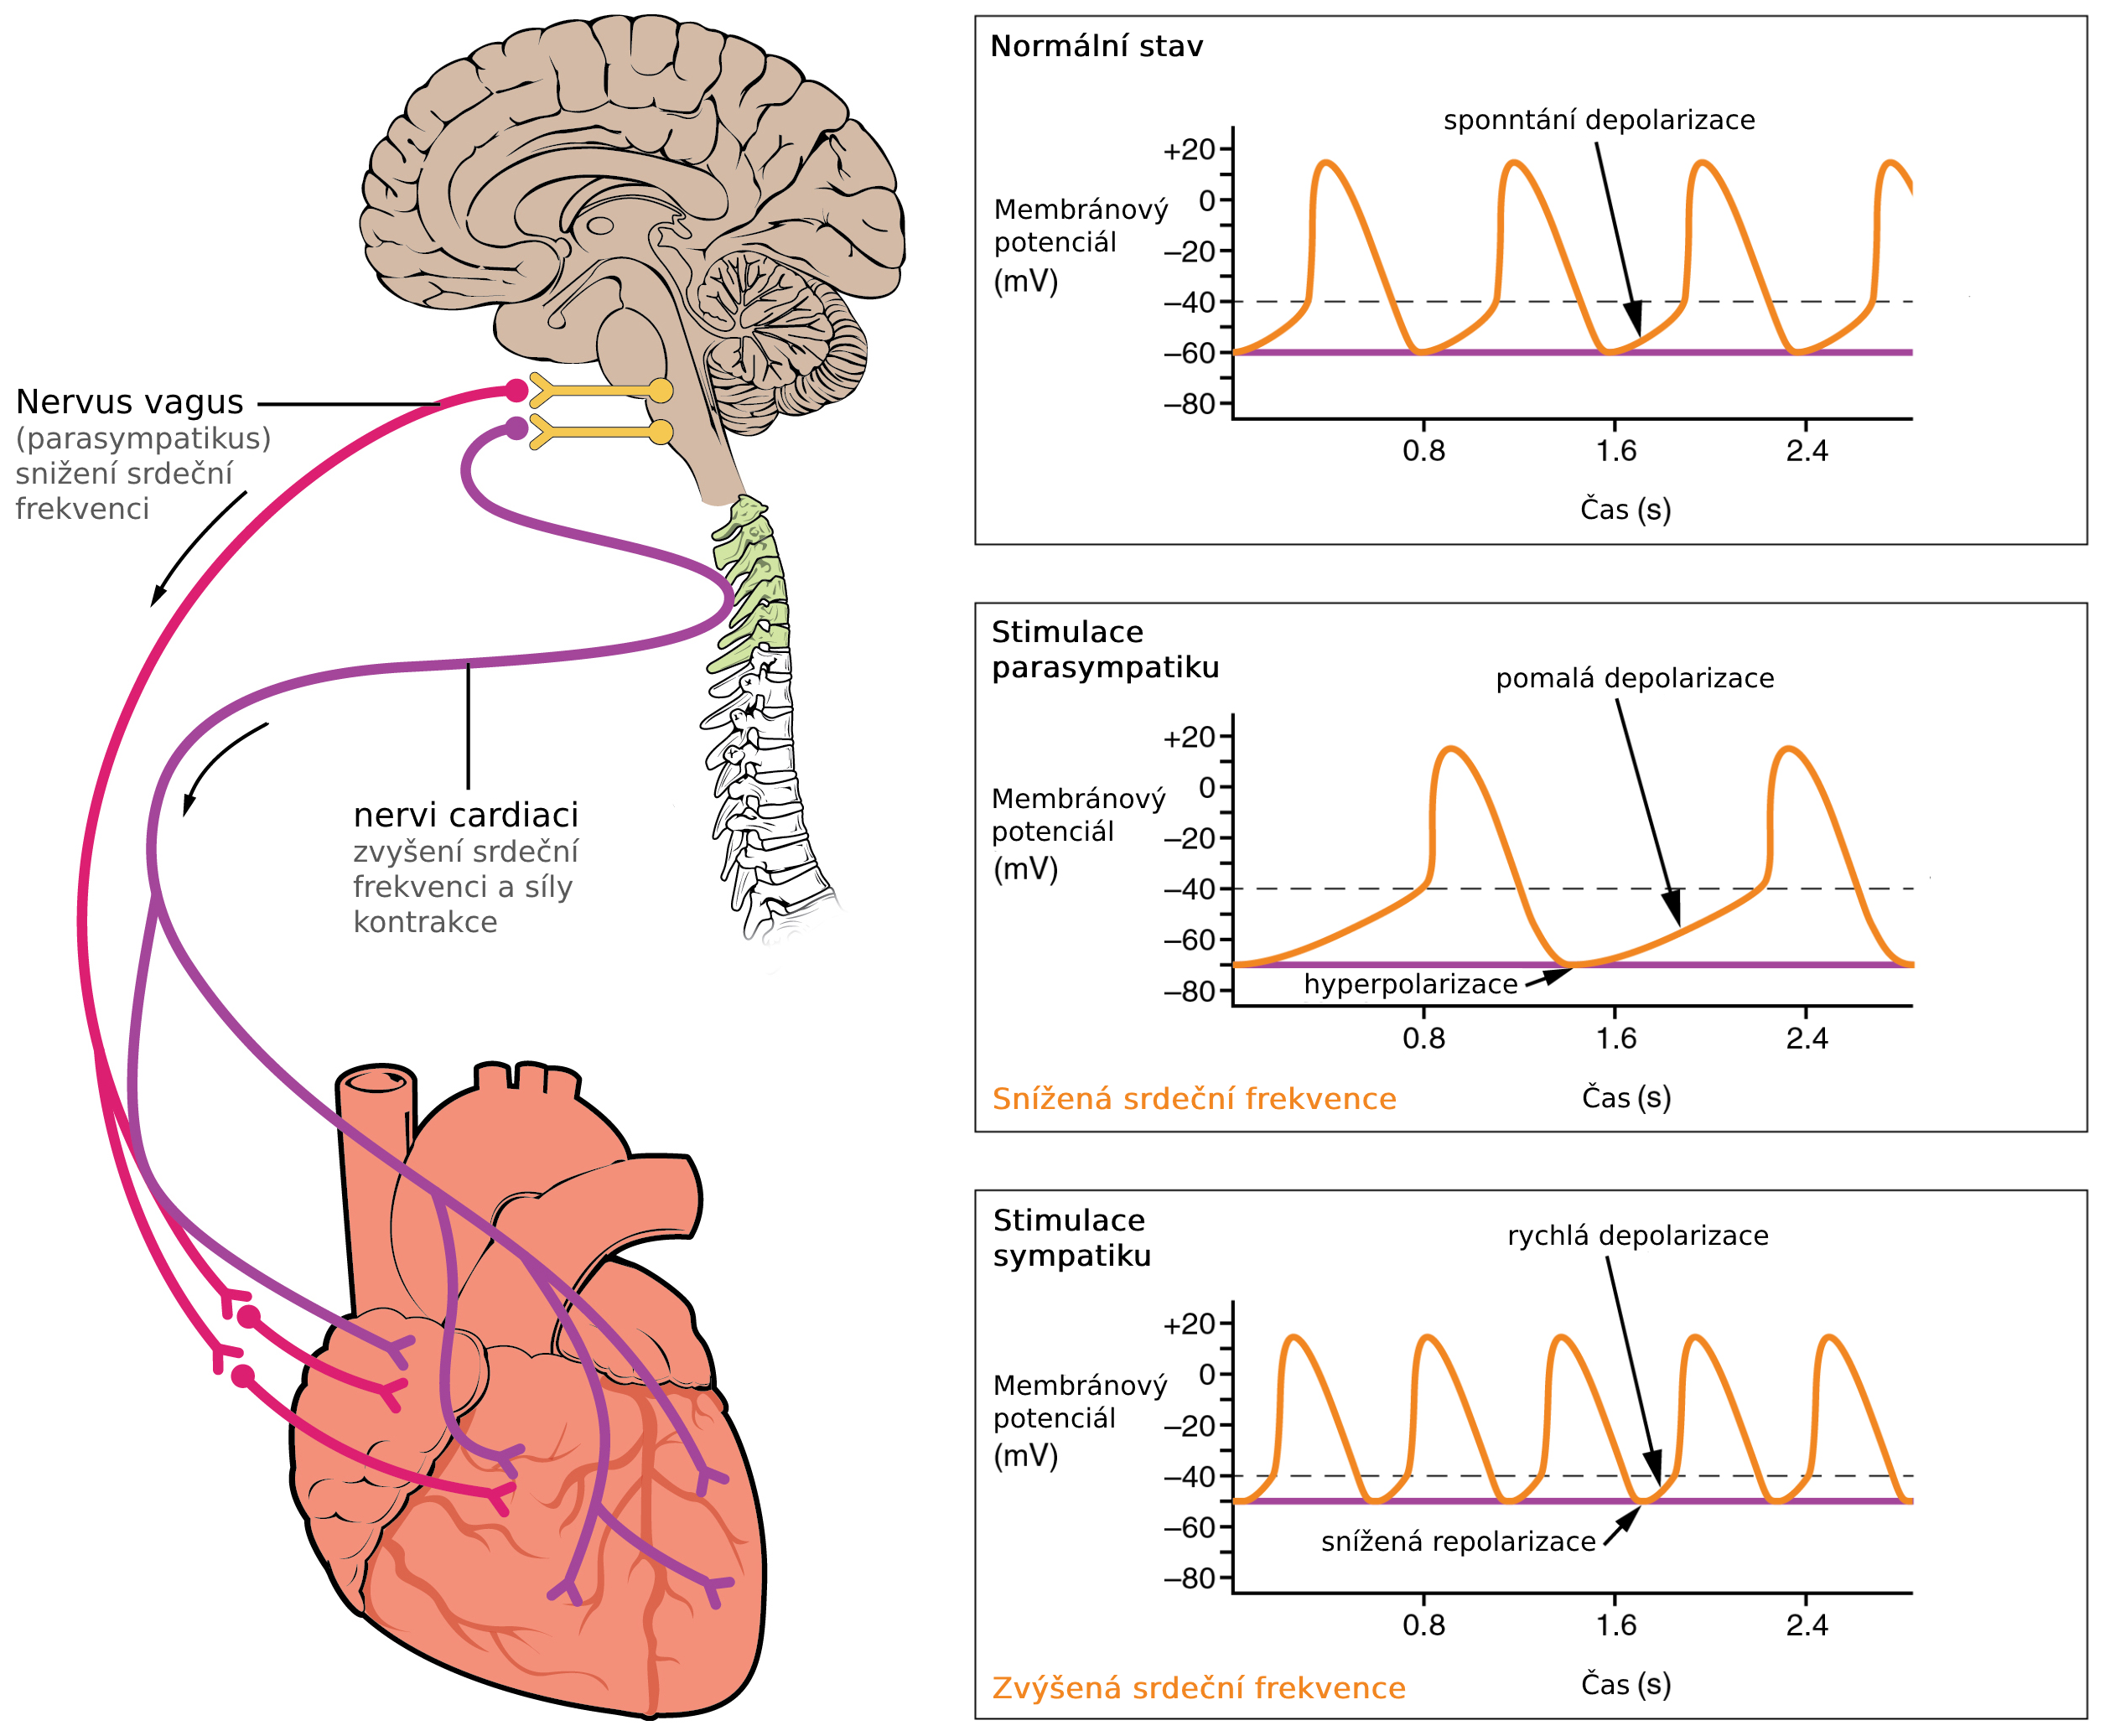 Nervus vagus
(parasympatikus)
snižení srdeční
frekvenci
nervi cardiaci
zvyšení srdeční
frekvenci a síly
kontrakce
Normální stav
sponntání depolarizace
Membránový
potenciál
(mV)
+20
0
−20
−40
−60
−80
0.8 1.6 2.4
Čas (s)
Stimulace
parasympatiku
pomalá depolarizace
Membránový
potenciál
(mV)
+20
0
−20
−40
−60
−80
hyperpolarizace
0.8 1.6 2.4
Snížená srdeční frekvence
Čas (s)
Stimulace
sympatiku
rychlá depolarizace
Membránový
potenciál
(mV)
+20
0
−20
−40
−60
−80
snížená repolarizace
0.8 1.6 2.4
Zvýšená srdeční frekvence
Čas (s)